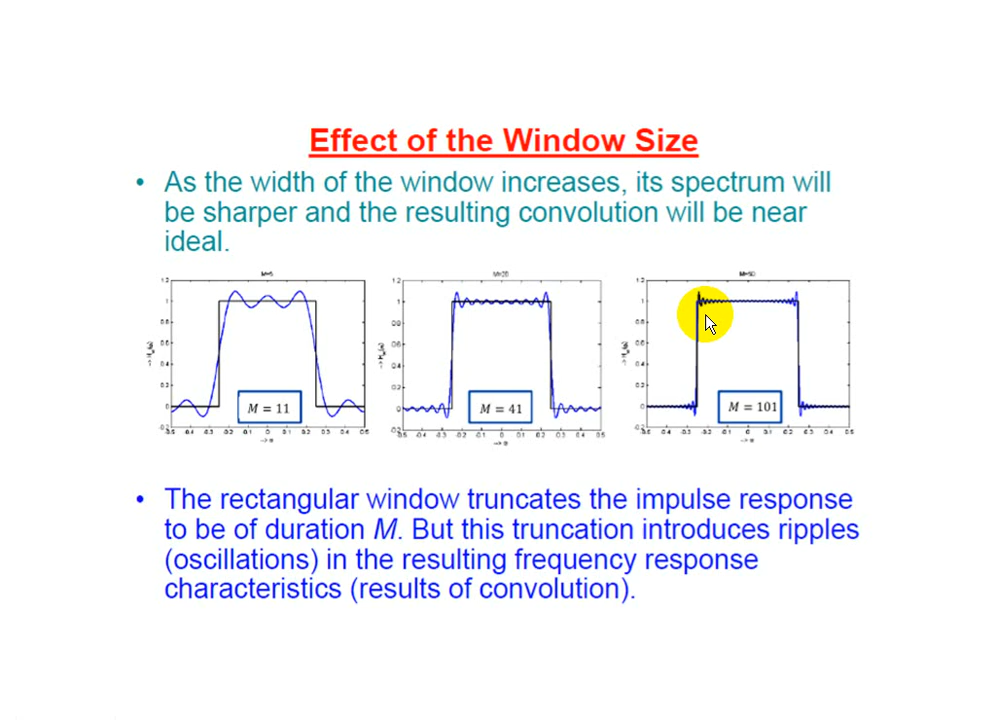 Effect of the Window Size
• As the width of the window increases, its spectrum will
be sharper and the resulting convolution will be near
ideal.
M = 11
M = 41
M = 101
• The rectangular window truncates the impulse response
to be of duration M. But this truncation introduces ripples
(oscillations) in the resulting frequency response
characteristics (results of convolution).